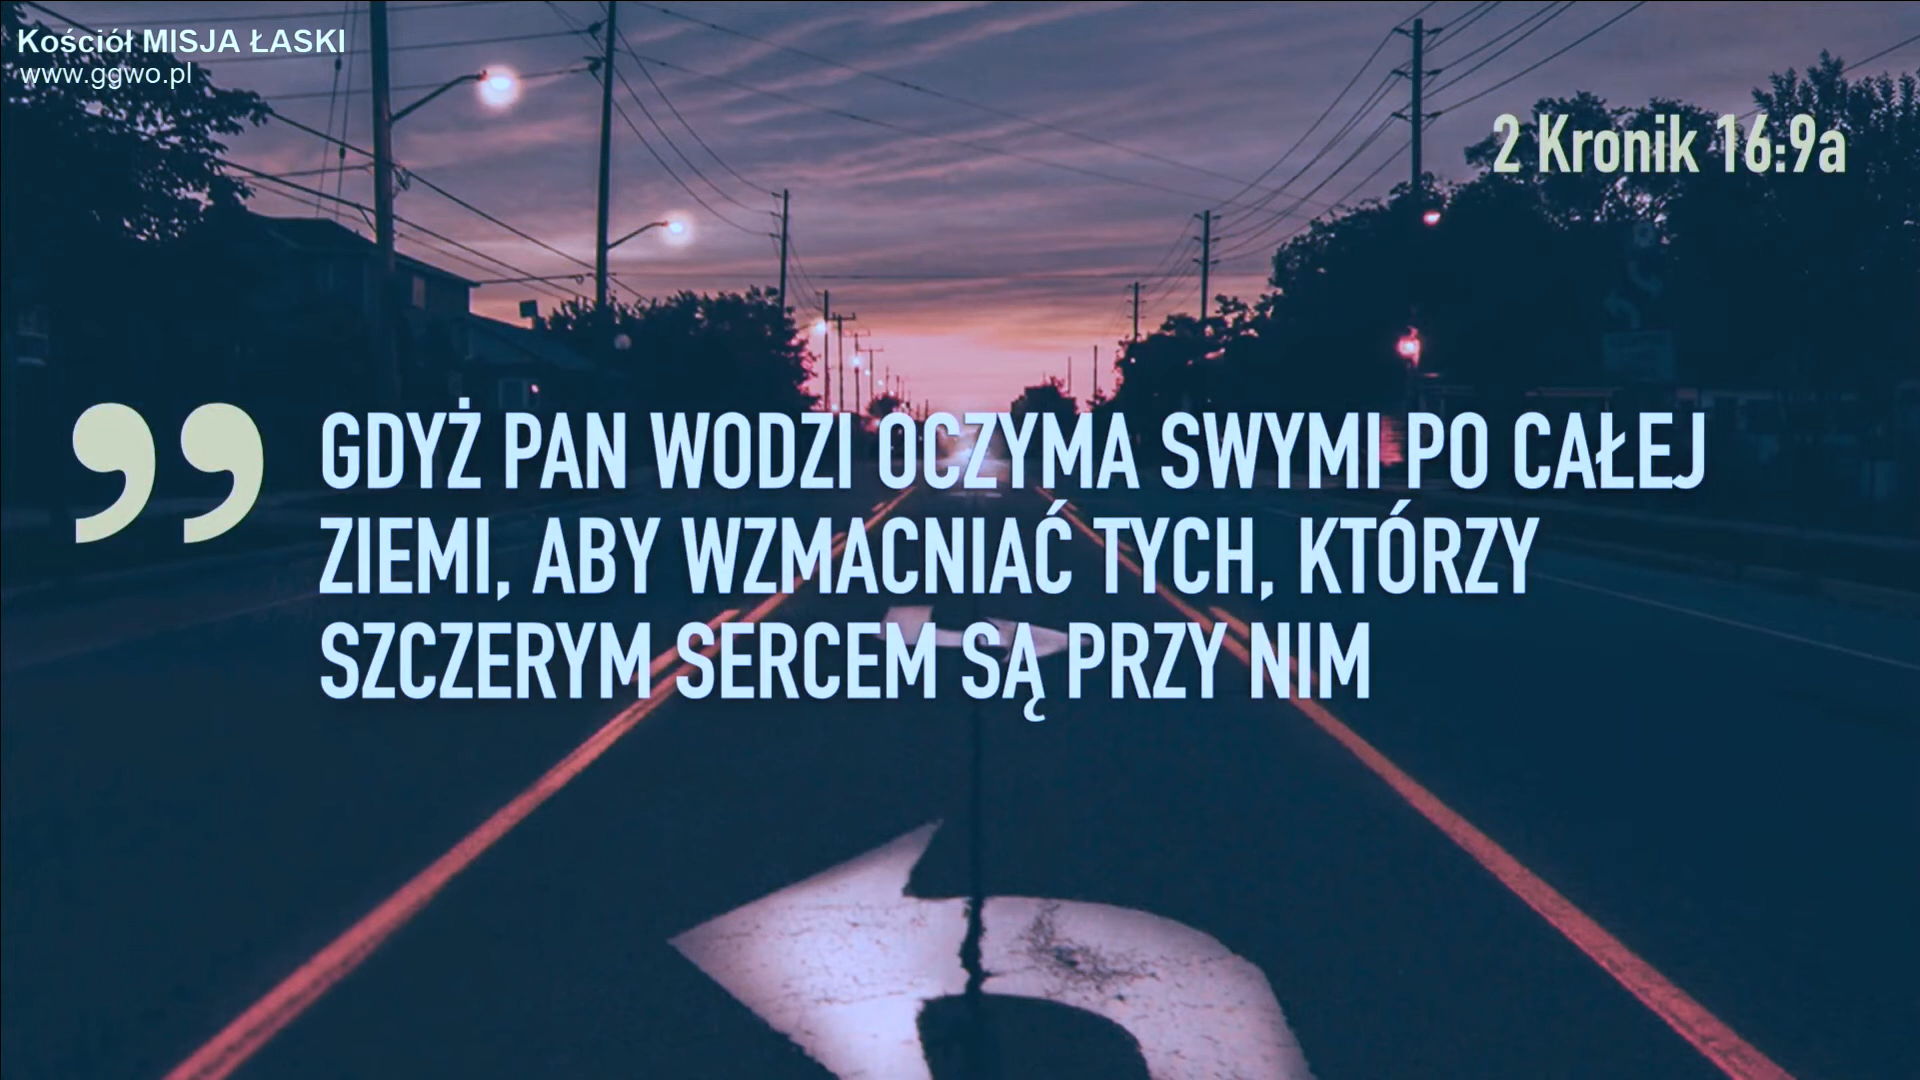 Kościół MISJA ŁASKI
www.ggwo.pl
2 Kronik 16:9a
” GDYŻ PAN WODZI OCZYMA SWYMI PO CAŁEJ
ZIEMI, ABY WZMACNIAĆ TYCH, KTÓRZY
SZCZERYM SERCEM SĄ PRZY NIM